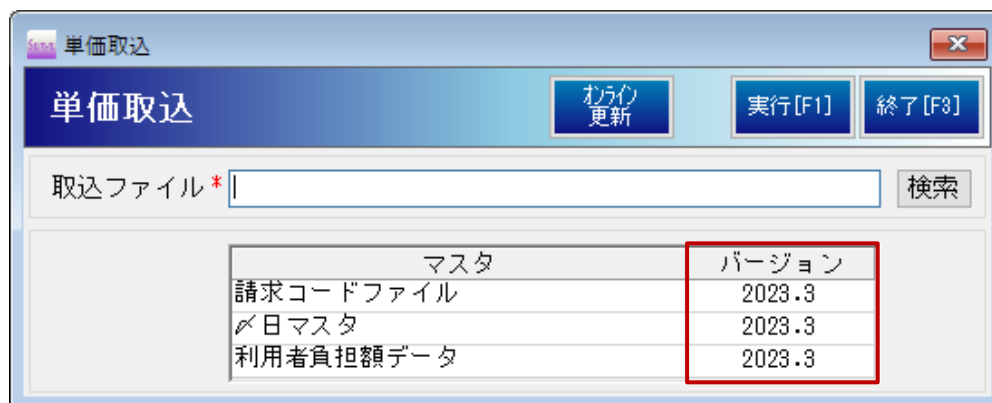 単価取込
単価取込
オンライン
更新
実行[F1]
終了[F3]
取込ファイル*
検索
マスタ バージョン
請求コードファイル 2023.3
〆日マスタ 2023.3
利用者負担額データ 2023.3